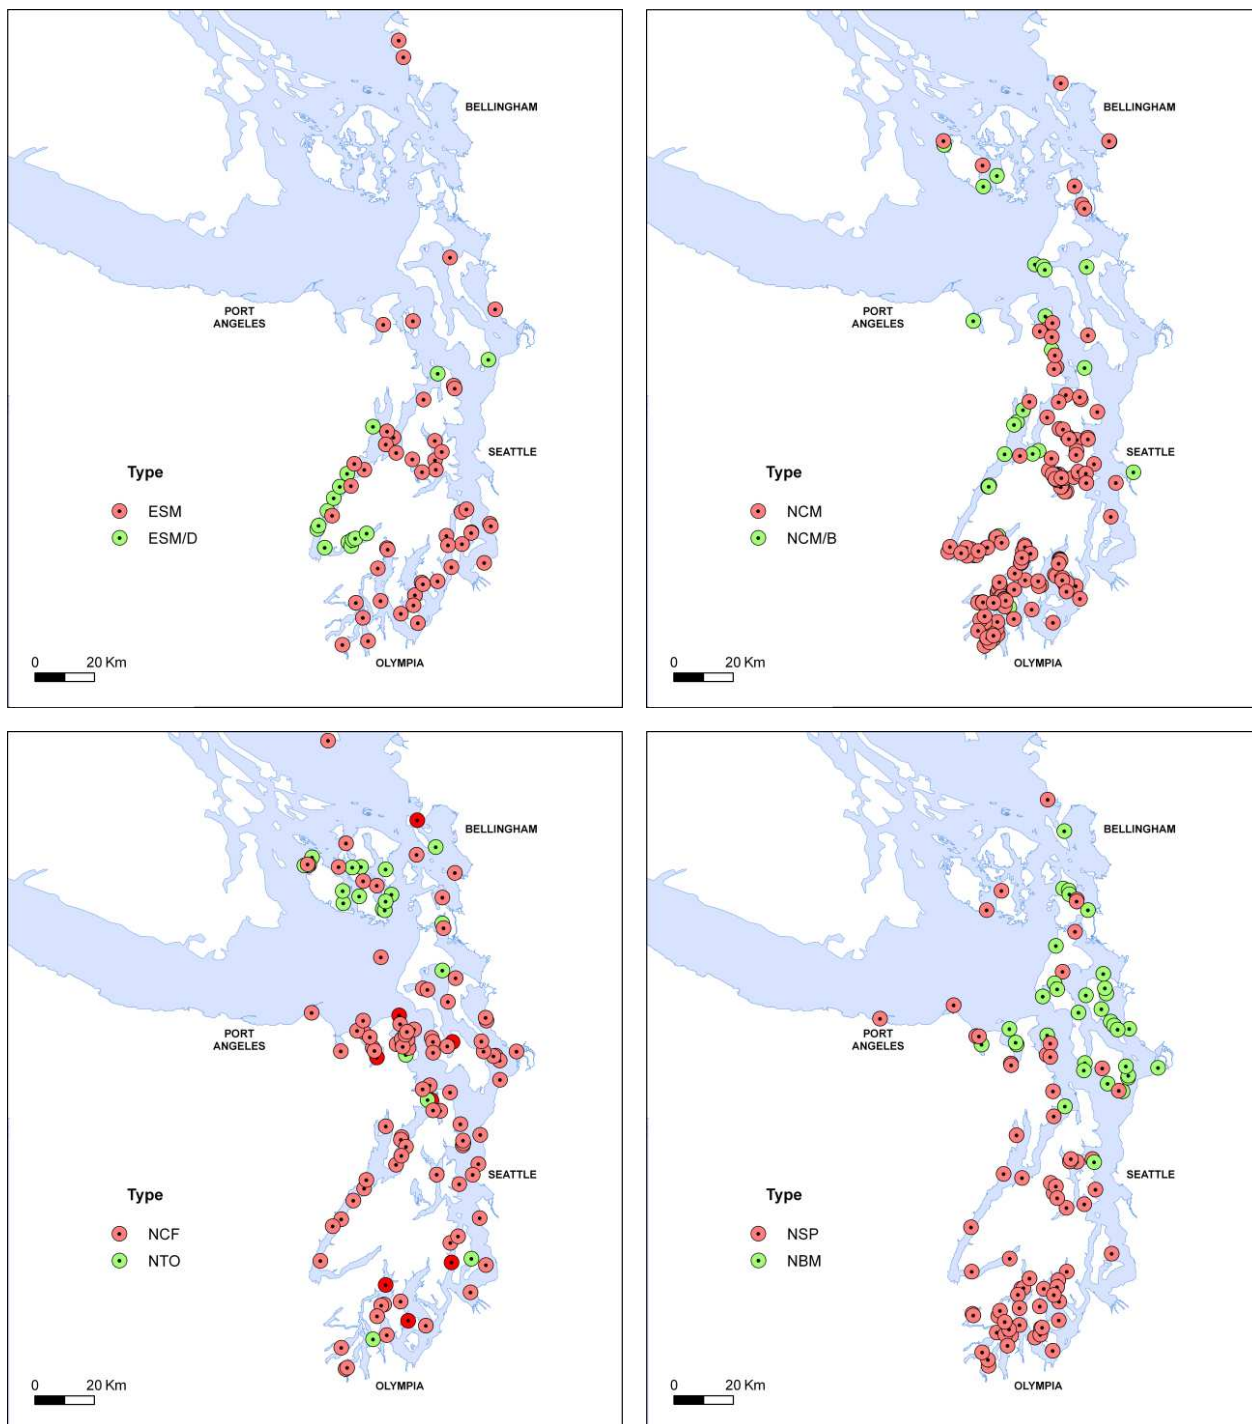 BELLINGHAM
PORT
ANGELES
SEATTLE
Type
ESM
ESM/D
0 20 Km
OLYMPIA
BELLINGHAM
PORT
ANGELES
SEATTLE
Type
NCM
NCM/B
0 20 Km
OLYMPIA
BELLINGHAM
PORT
ANGELES
SEATTLE
Type
NCF
NTO
0 20 Km
OLYMPIA
BELLINGHAM
PORT
ANGELES
SEATTLE
Type
NSP
NBM
0 20 Km
OLYMPIA